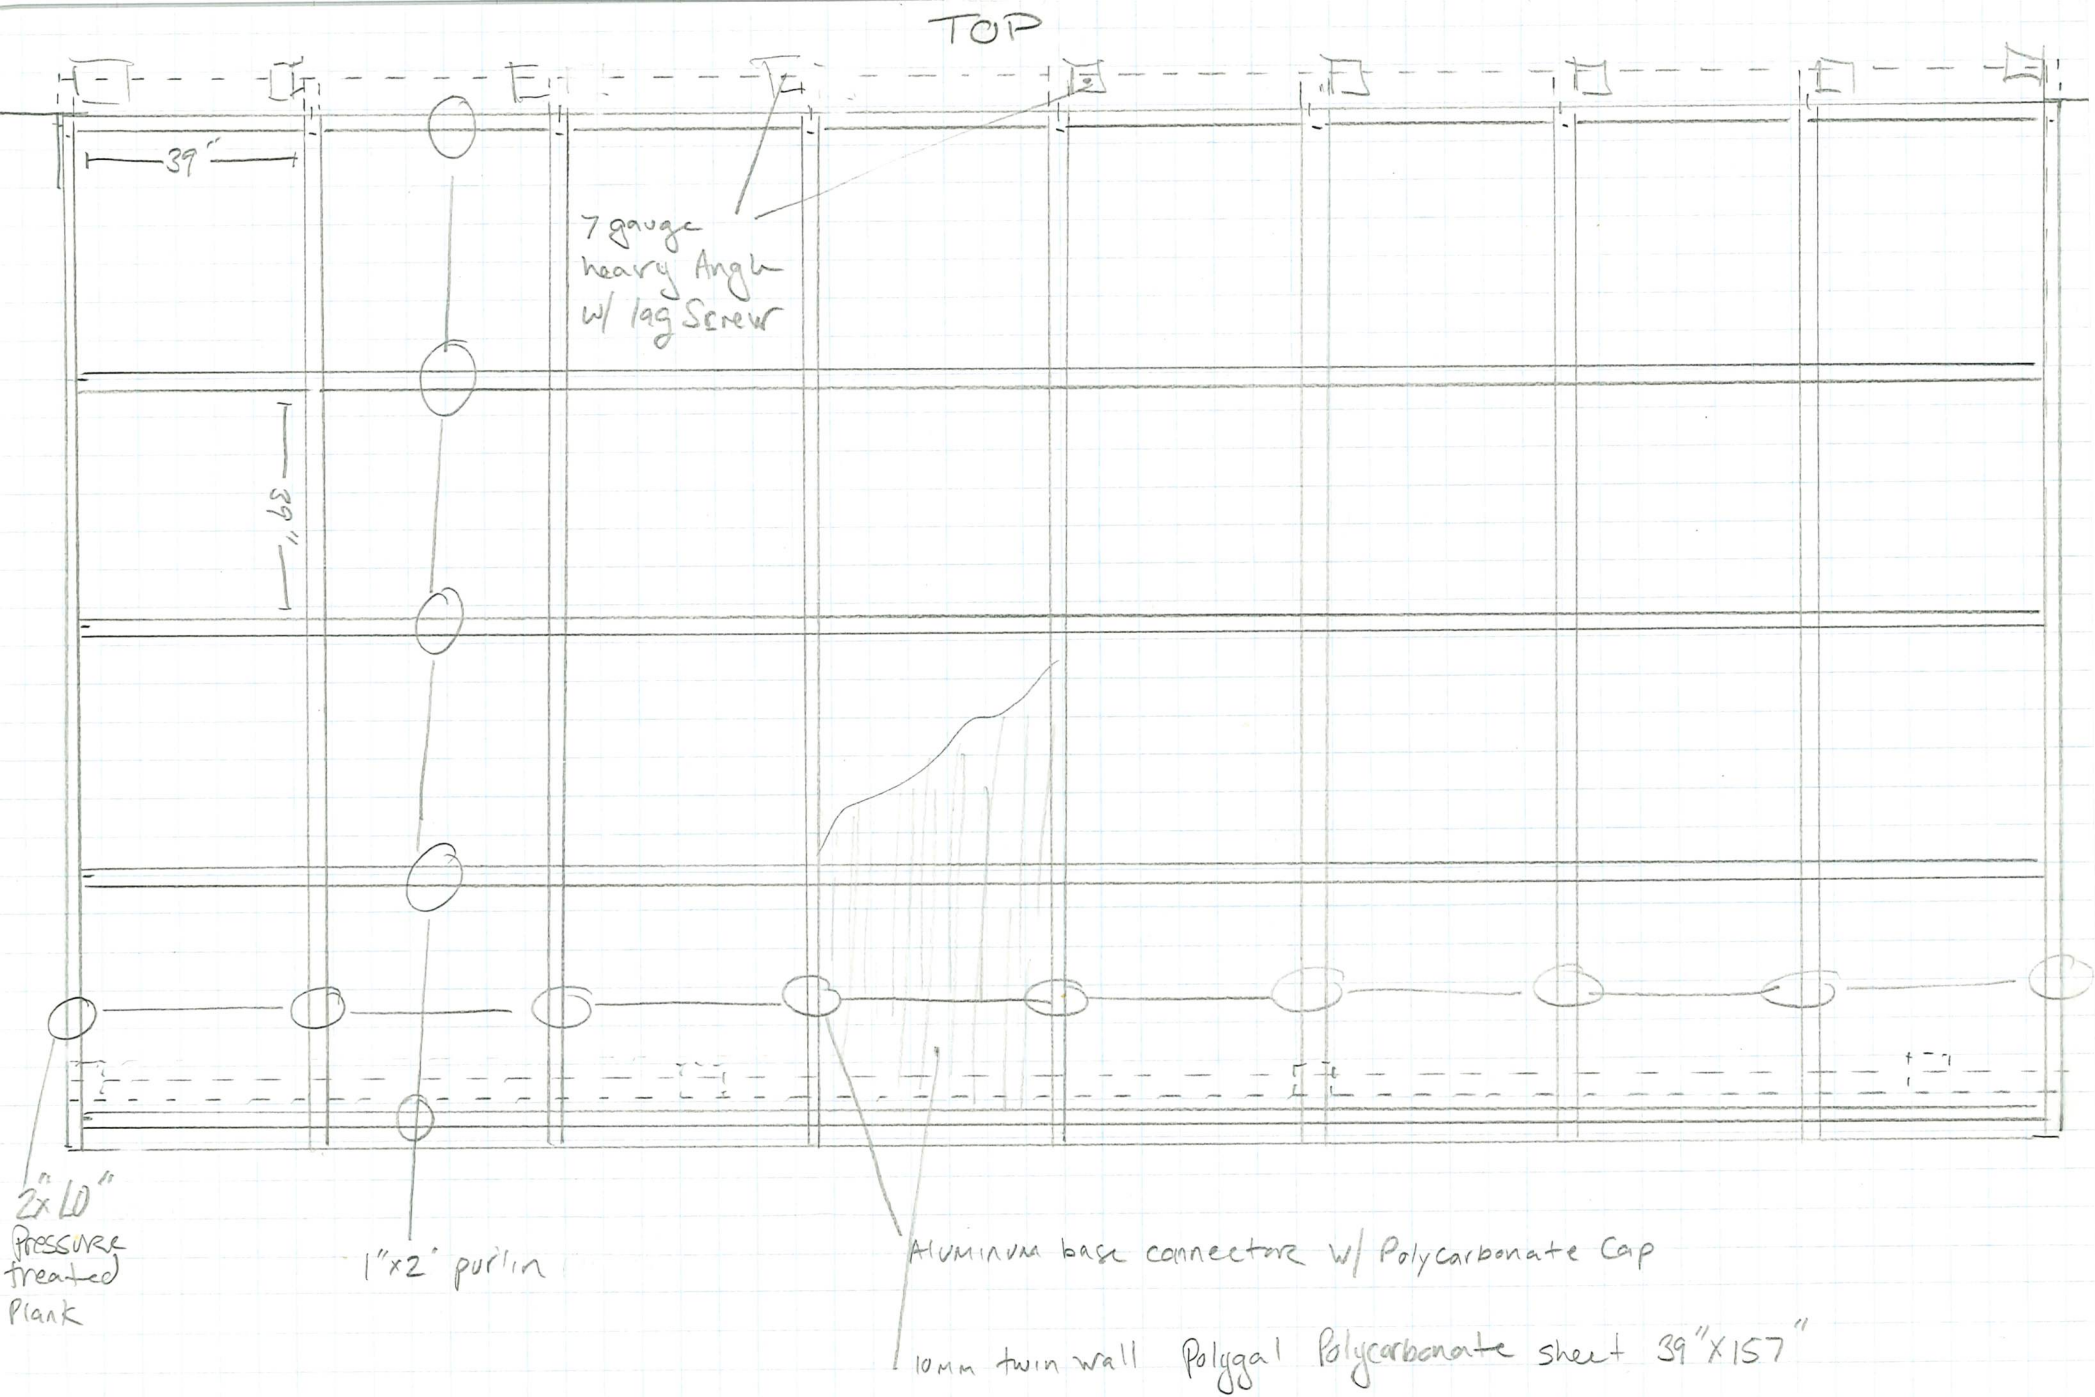 TOP
39"
7 gauge
heavy Angle
w/ lag Screw
39"
2"x10"
Pressure
treated
Plank
1"x2" purlin
Aluminum base connector w/ Polycarbonate Cap
10mm twin wall Polygal Polycarbonate sheet 39"x157"